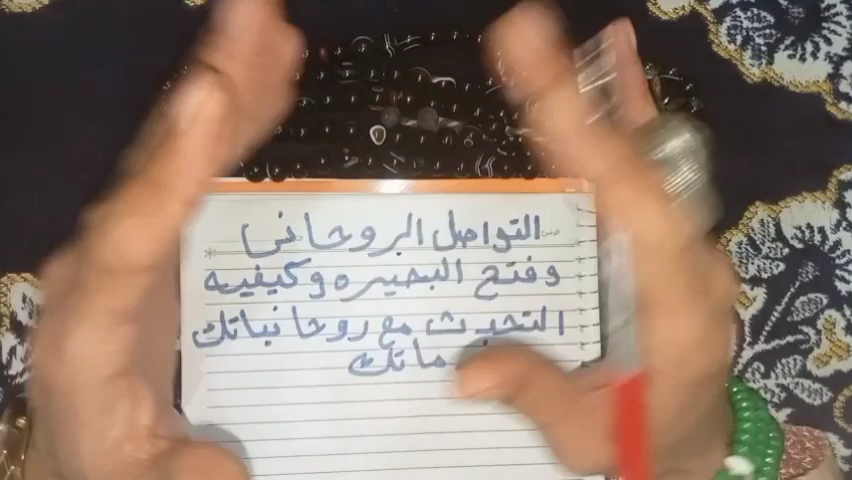 التواصل الروحاني
وفتح البصيره وكيفيه
التحدث مع روحانياتك